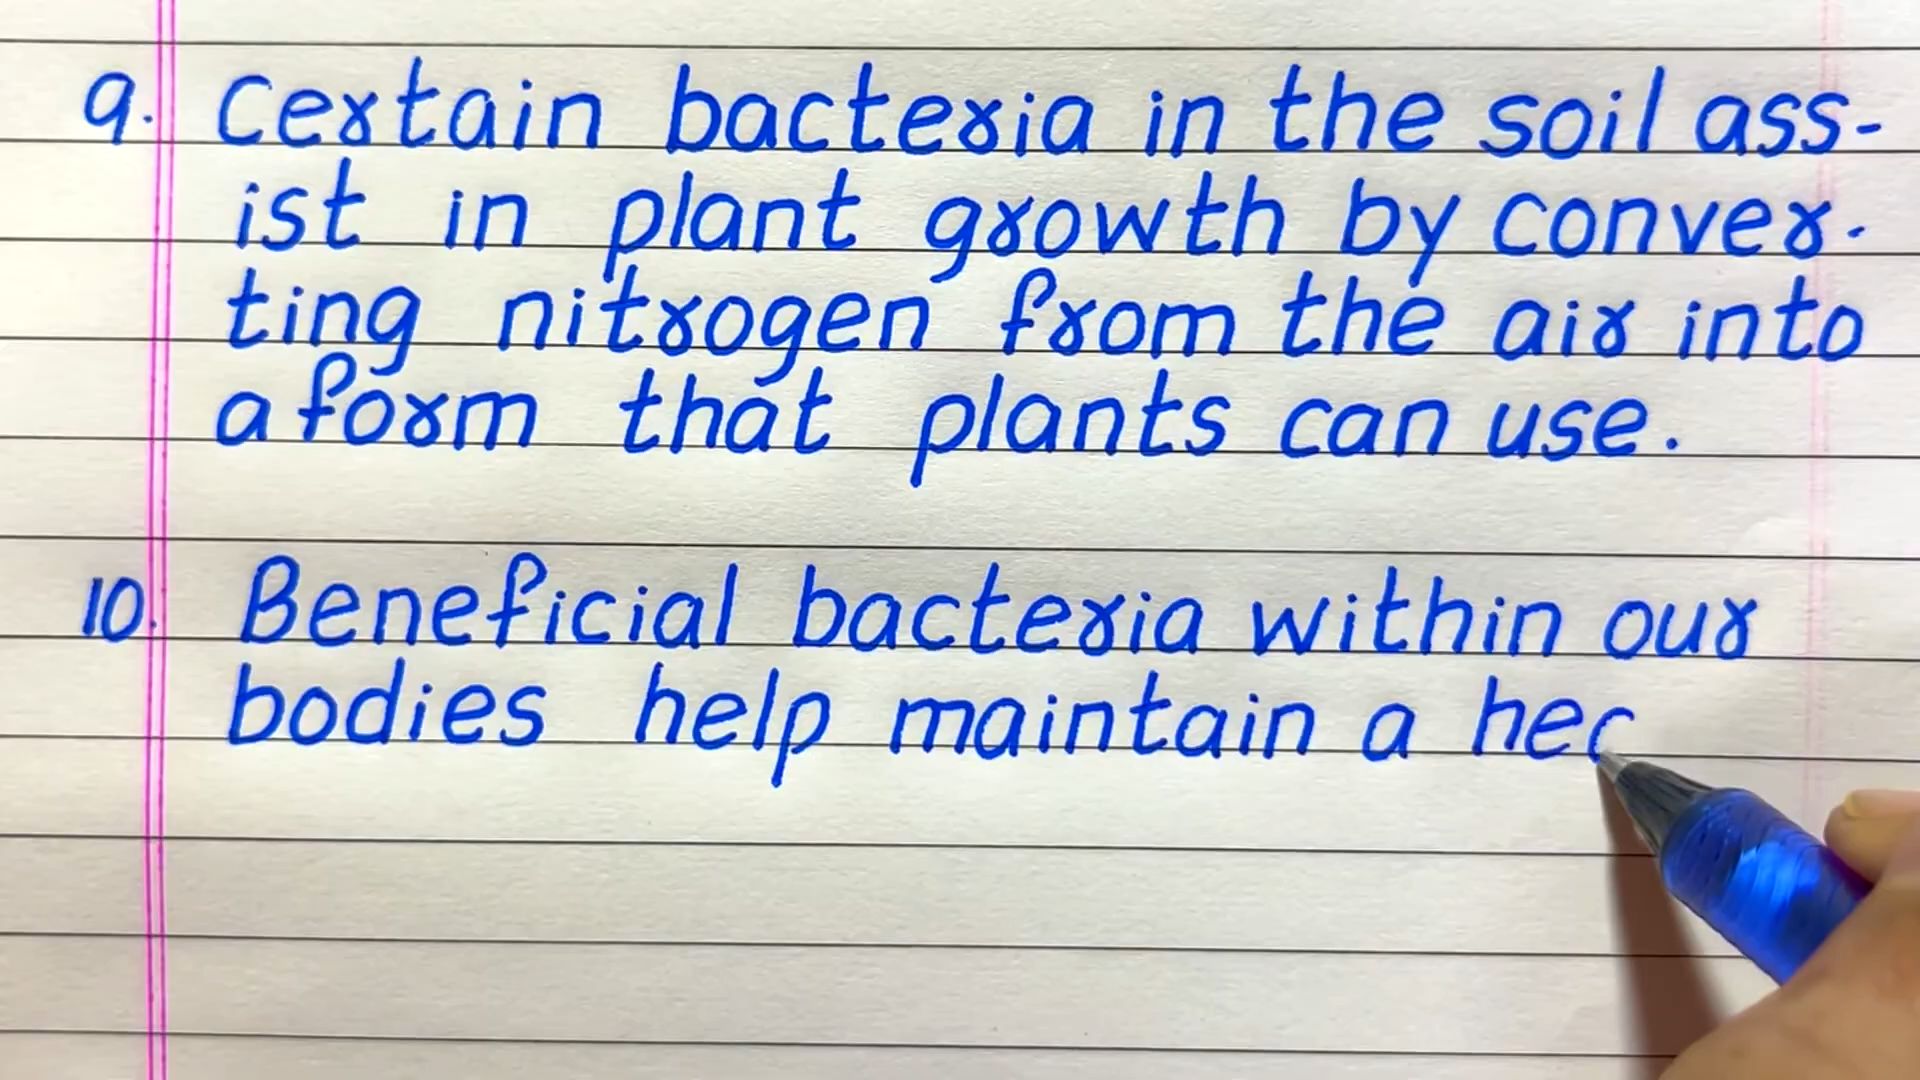 9. Certain bacteria in the soil ass-
ist in plant growth by conver-
ting nitrogen from the air into
a form that plants can use.
10. Beneficial bacteria within our
bodies help maintain a